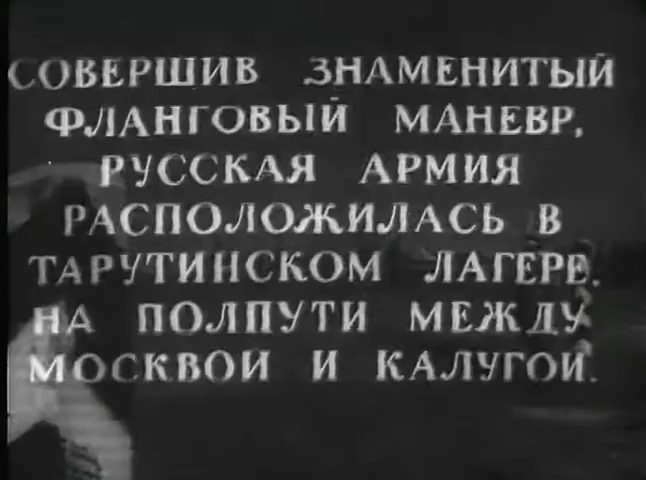 СОВЕРШИВ ЗНАМЕНИТЫЙ
ФЛАНГОВЫЙ МАНЕВР,
РУССКАЯ АРМИЯ
РАСПОЛОЖИЛАСЬ В
ТАРУТИНСКОМ ЛАГЕРЕ.
НА ПОЛПУТИ МЕЖДУ
МОСКВОЙ И КАЛУГОЙ.